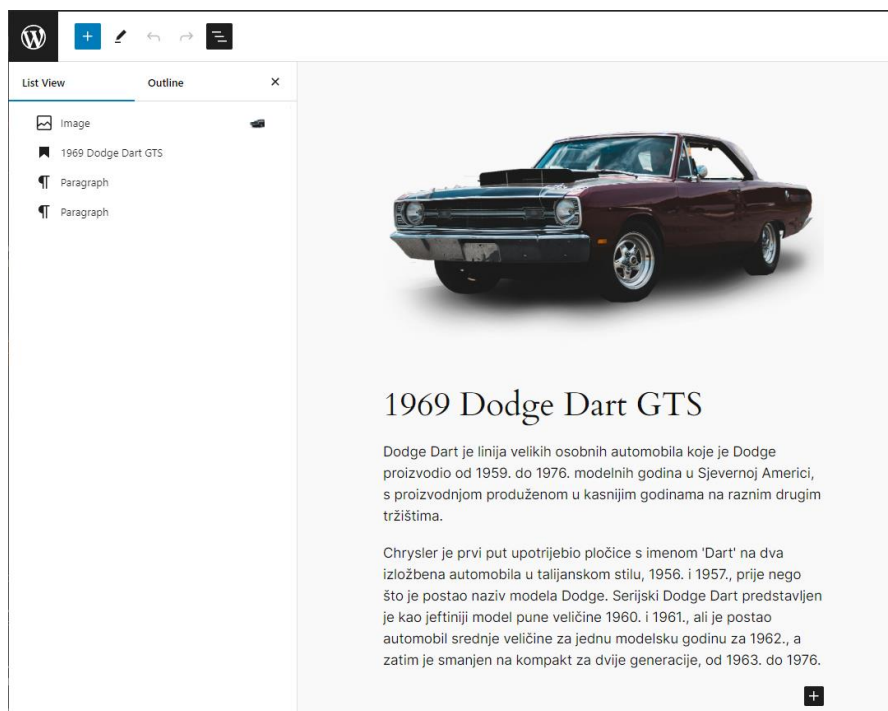 List View
Outline
Image
1969 Dodge Dart GTS
Paragraph
Paragraph
1969 Dodge Dart GTS
Dodge Dart je linija velikih osobnih automobila koje je Dodge
proizvodio od 1959. do 1976. modelnih godina u Sjevernoj Americi,
s proizvodnjom produženom u kasnijim godinama na raznim drugim
tržištima.
Chrysler je prvi put upotrijebio pločice s imenom 'Dart' na dva
izložbena automobila u talijanskom stilu, 1956. i 1957., prije nego
što je postao naziv modela Dodge. Serijski Dodge Dart predstavljen
je kao jeftiniji model pune veličine 1960. i 1961., ali je postao
automobil srednje veličine za jednu modelsku godinu za 1962., a
zatim je smanjen na kompakt za dvije generacije, od 1963. do 1976.